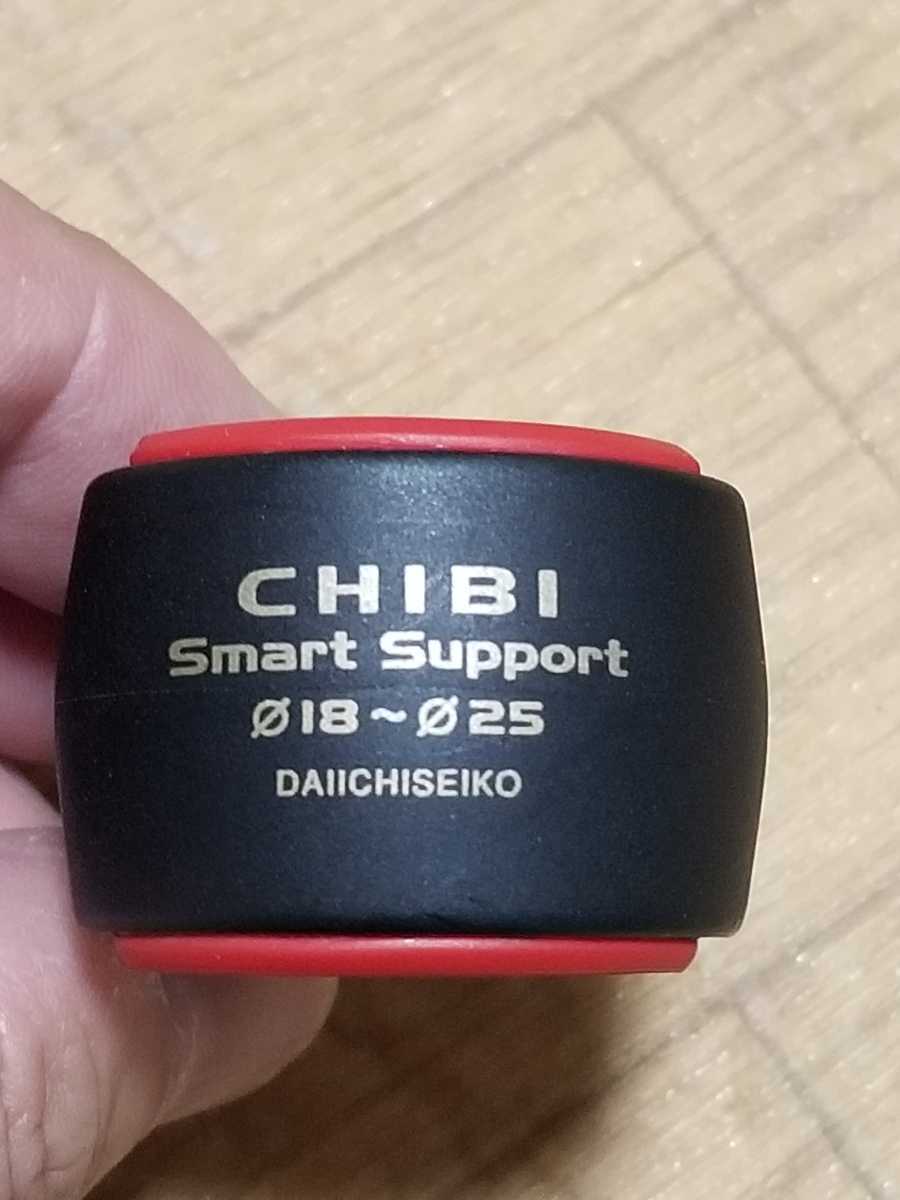 CHIBI
Smart Support
Ø18~Ø25
DAIICHISEIKO